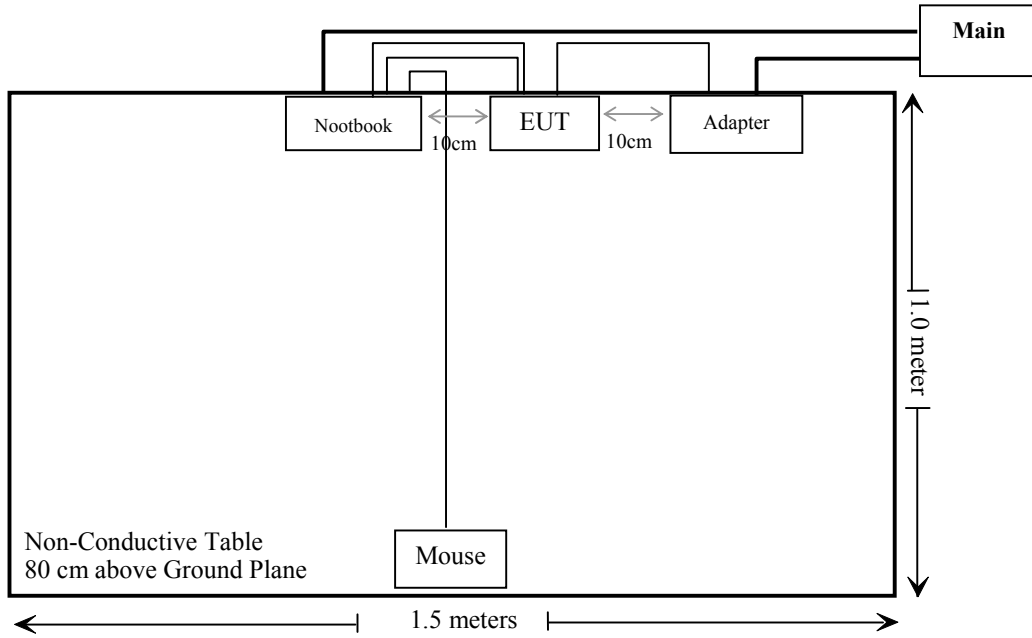 Main
Nootbook
EUT
Adapter
10cm
10cm
1.0 meter
Non-Conductive Table
80 cm above Ground Plane
Mouse
1.5 meters